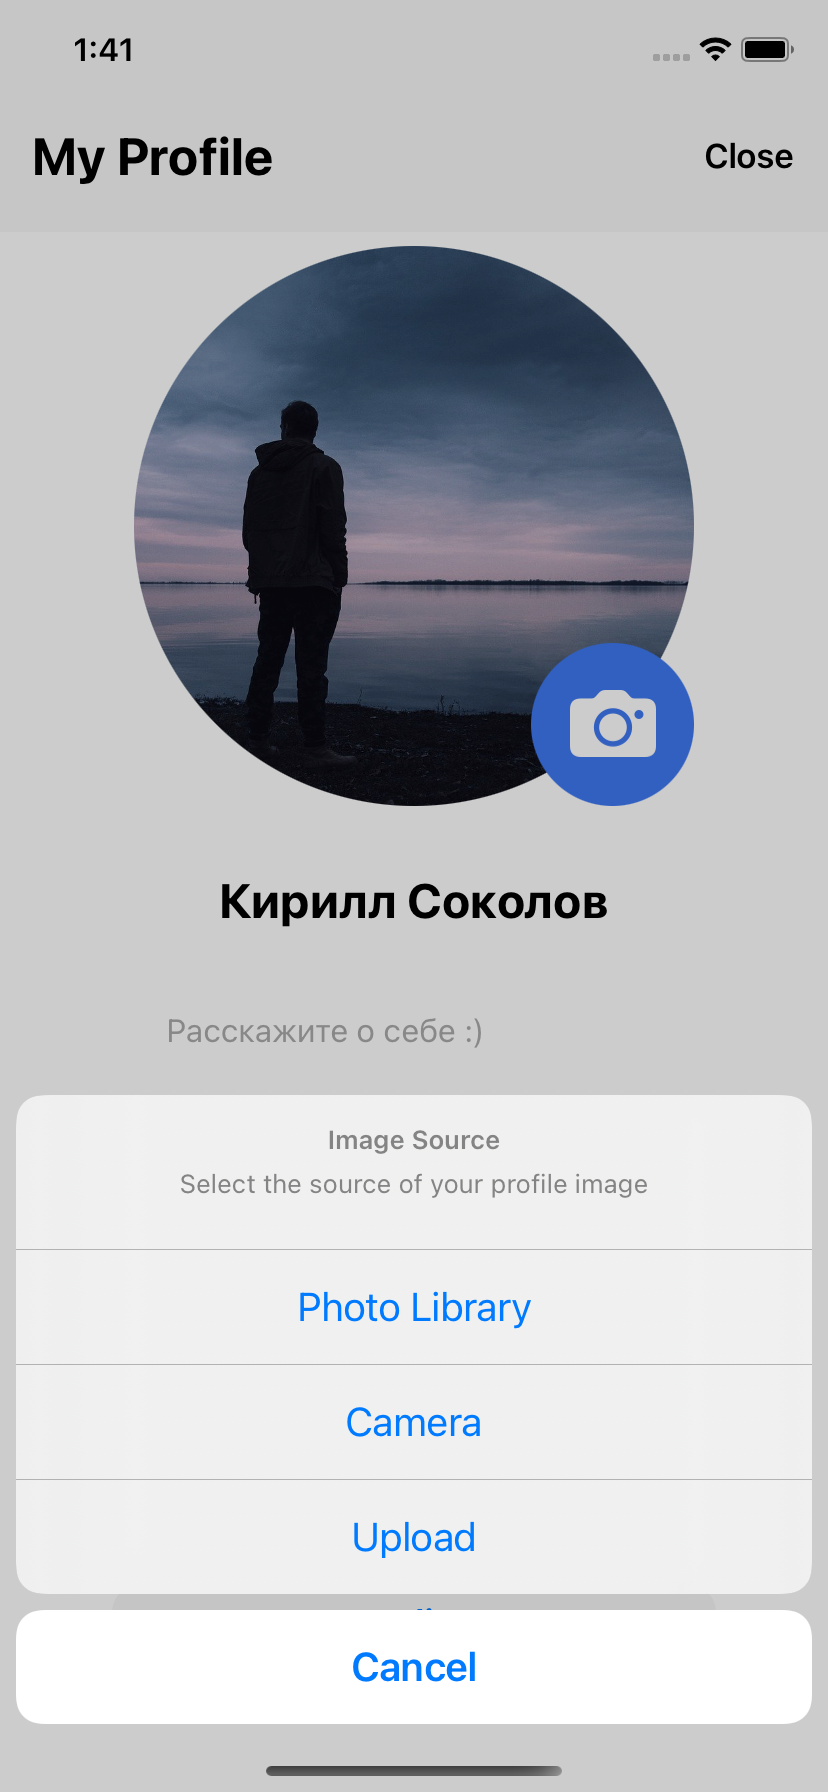 1:41
My Profile
Close
Кирилл Соколов
Расскажите о себе :)
Image Source
Select the source of your profile image
Photo Library
Camera
Upload
Cancel